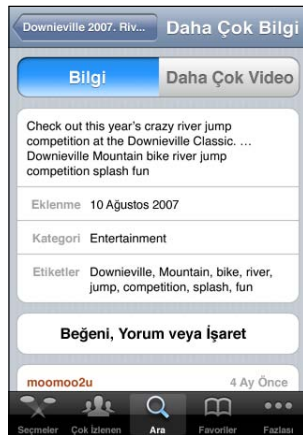 Downieville 2007. Riv...
Daha Çok Bilgi
Bilgi
Daha Çok Video
Check out this year's crazy river jump
competition at the Downieville Classic. ...
Downieville Mountain bike river jump
competition splash fun
Eklenme 10 Ağustos 2007
Kategori Entertainment
Etiketler Downieville, Mountain, bike, river,
jump, competition, splash, fun
Beğeni, Yorum veya İşaret
moomoo2u 4 Ay Önce
Seçmeler Çok İzlenen Ara Favoriler Fazlası